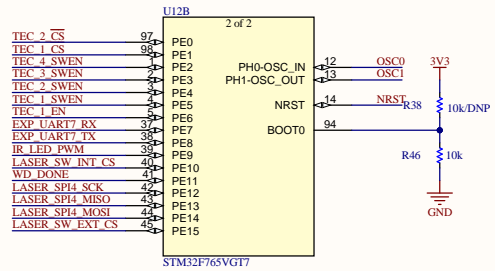 U12B
2 of 2
TEC_2_CS 97 PE0
TEC_1_CS 98 PE1
TEC_4_SWEN 1 PE2
TEC_3_SWEN 2 PE3
TEC_2_SWEN 3 PE4
TEC_1_SWEN 4 PE5
TEC_1_EN 5 PE6
EXP_UART7_RX 37 PE7
EXP_UART7_TX 38 PE8
IR_LED_PWM 39 PE9
LASER_SW_INT_CS 40 PE10
WD_DONE 41 PE11
LASER_SPI4_SCK 42 PE12
LASER_SPI4_MISO 43 PE13
LASER_SPI4_MOSI 44 PE14
LASER_SW_EXT_CS 45 PE15
PH0-OSC_IN 12 OSC0
PH1-OSC_OUT 13 OSC1
NRST 14 NRST
BOOT0 94
3V3
R38 10k/DNP
R46 10k
GND
STM32F765VGT7